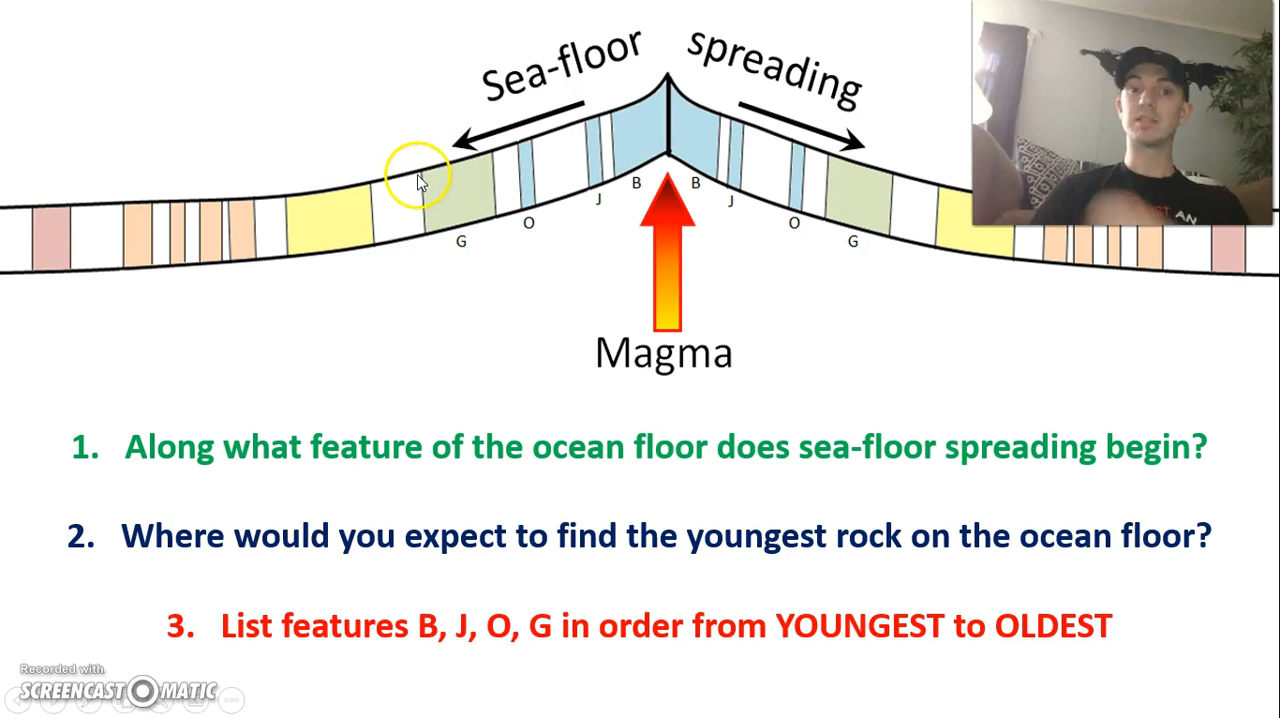 Sea-floor spreading
B B
J J
O O
G G
Magma
1. Along what feature of the ocean floor does sea-floor spreading begin?
2. Where would you expect to find the youngest rock on the ocean floor?
3. List features B, J, O, G in order from YOUNGEST to OLDEST
Recorded with
SCREENCAST MATIC